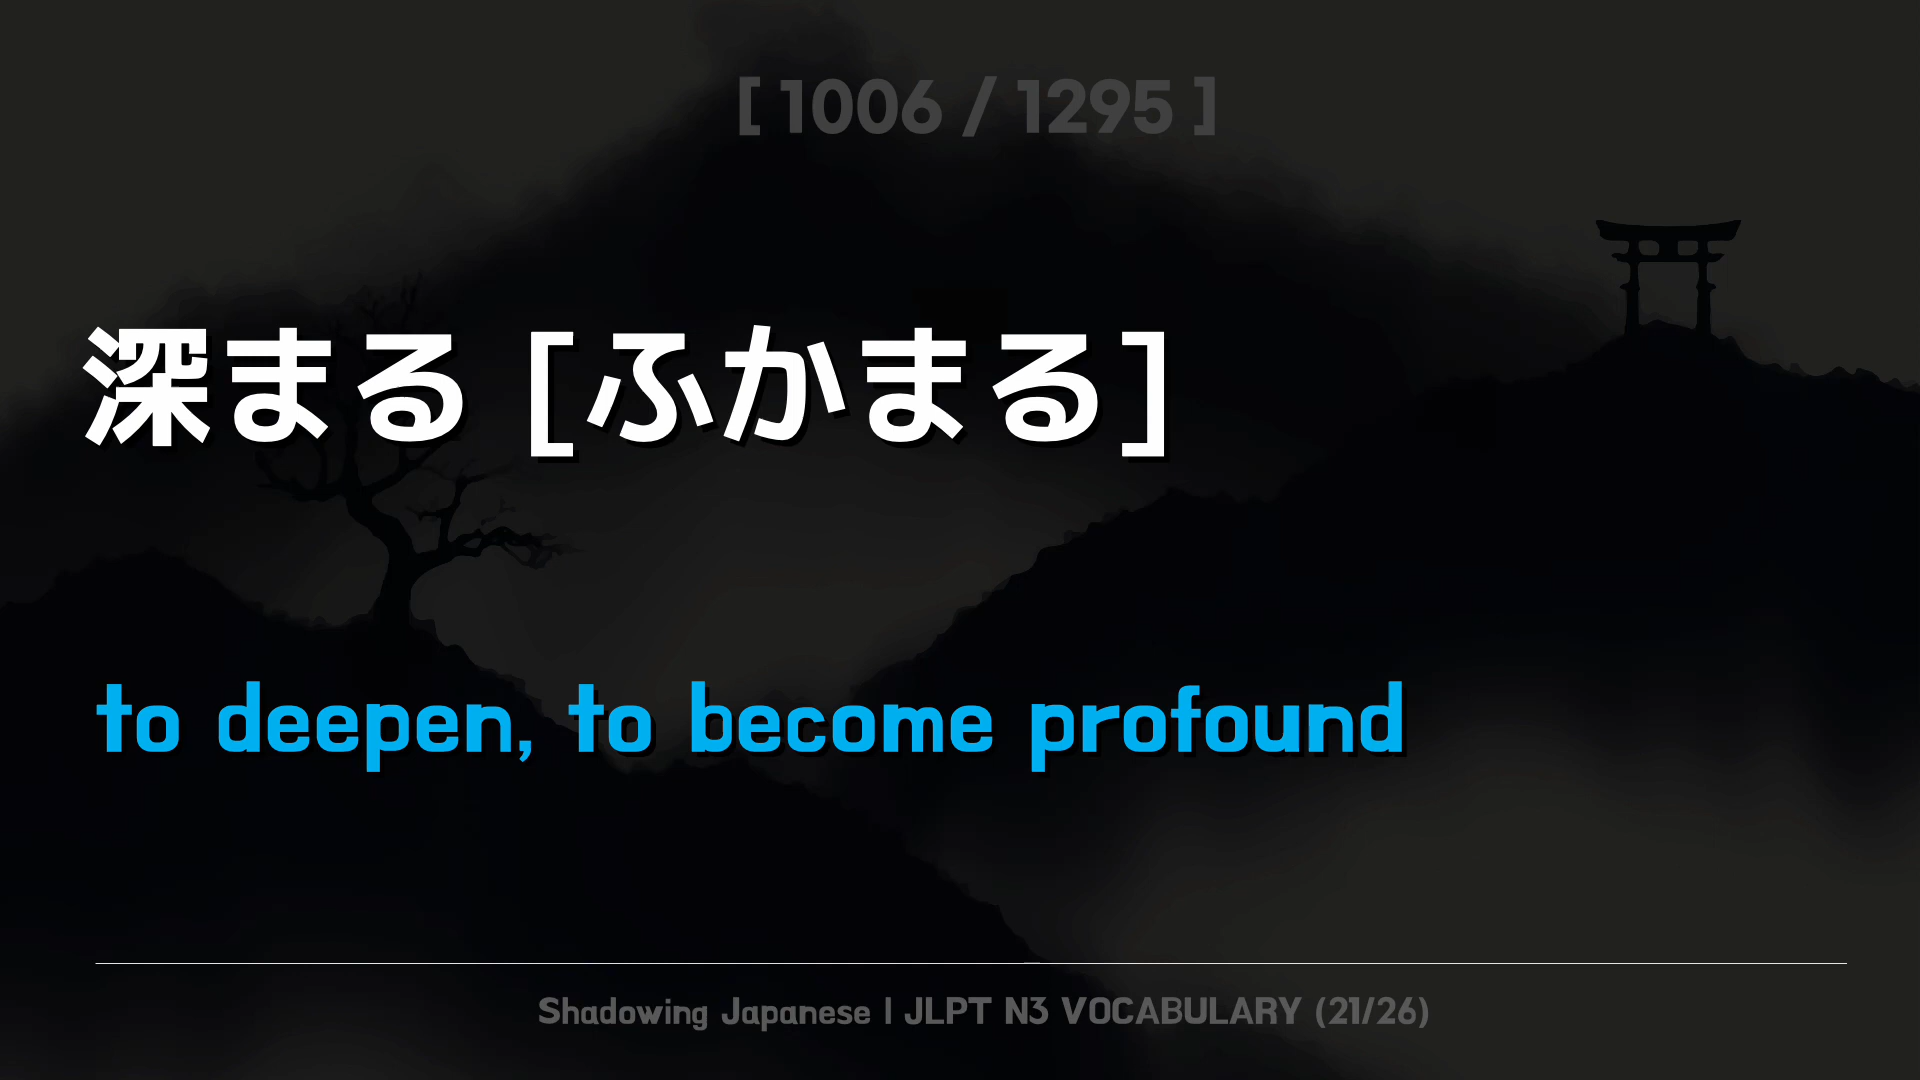 [ 1006 / 1295 ]
深まる [ふかまる]
to deepen, to become profound
Shadowing Japanese | JLPT N3 VOCABULARY (21/26)